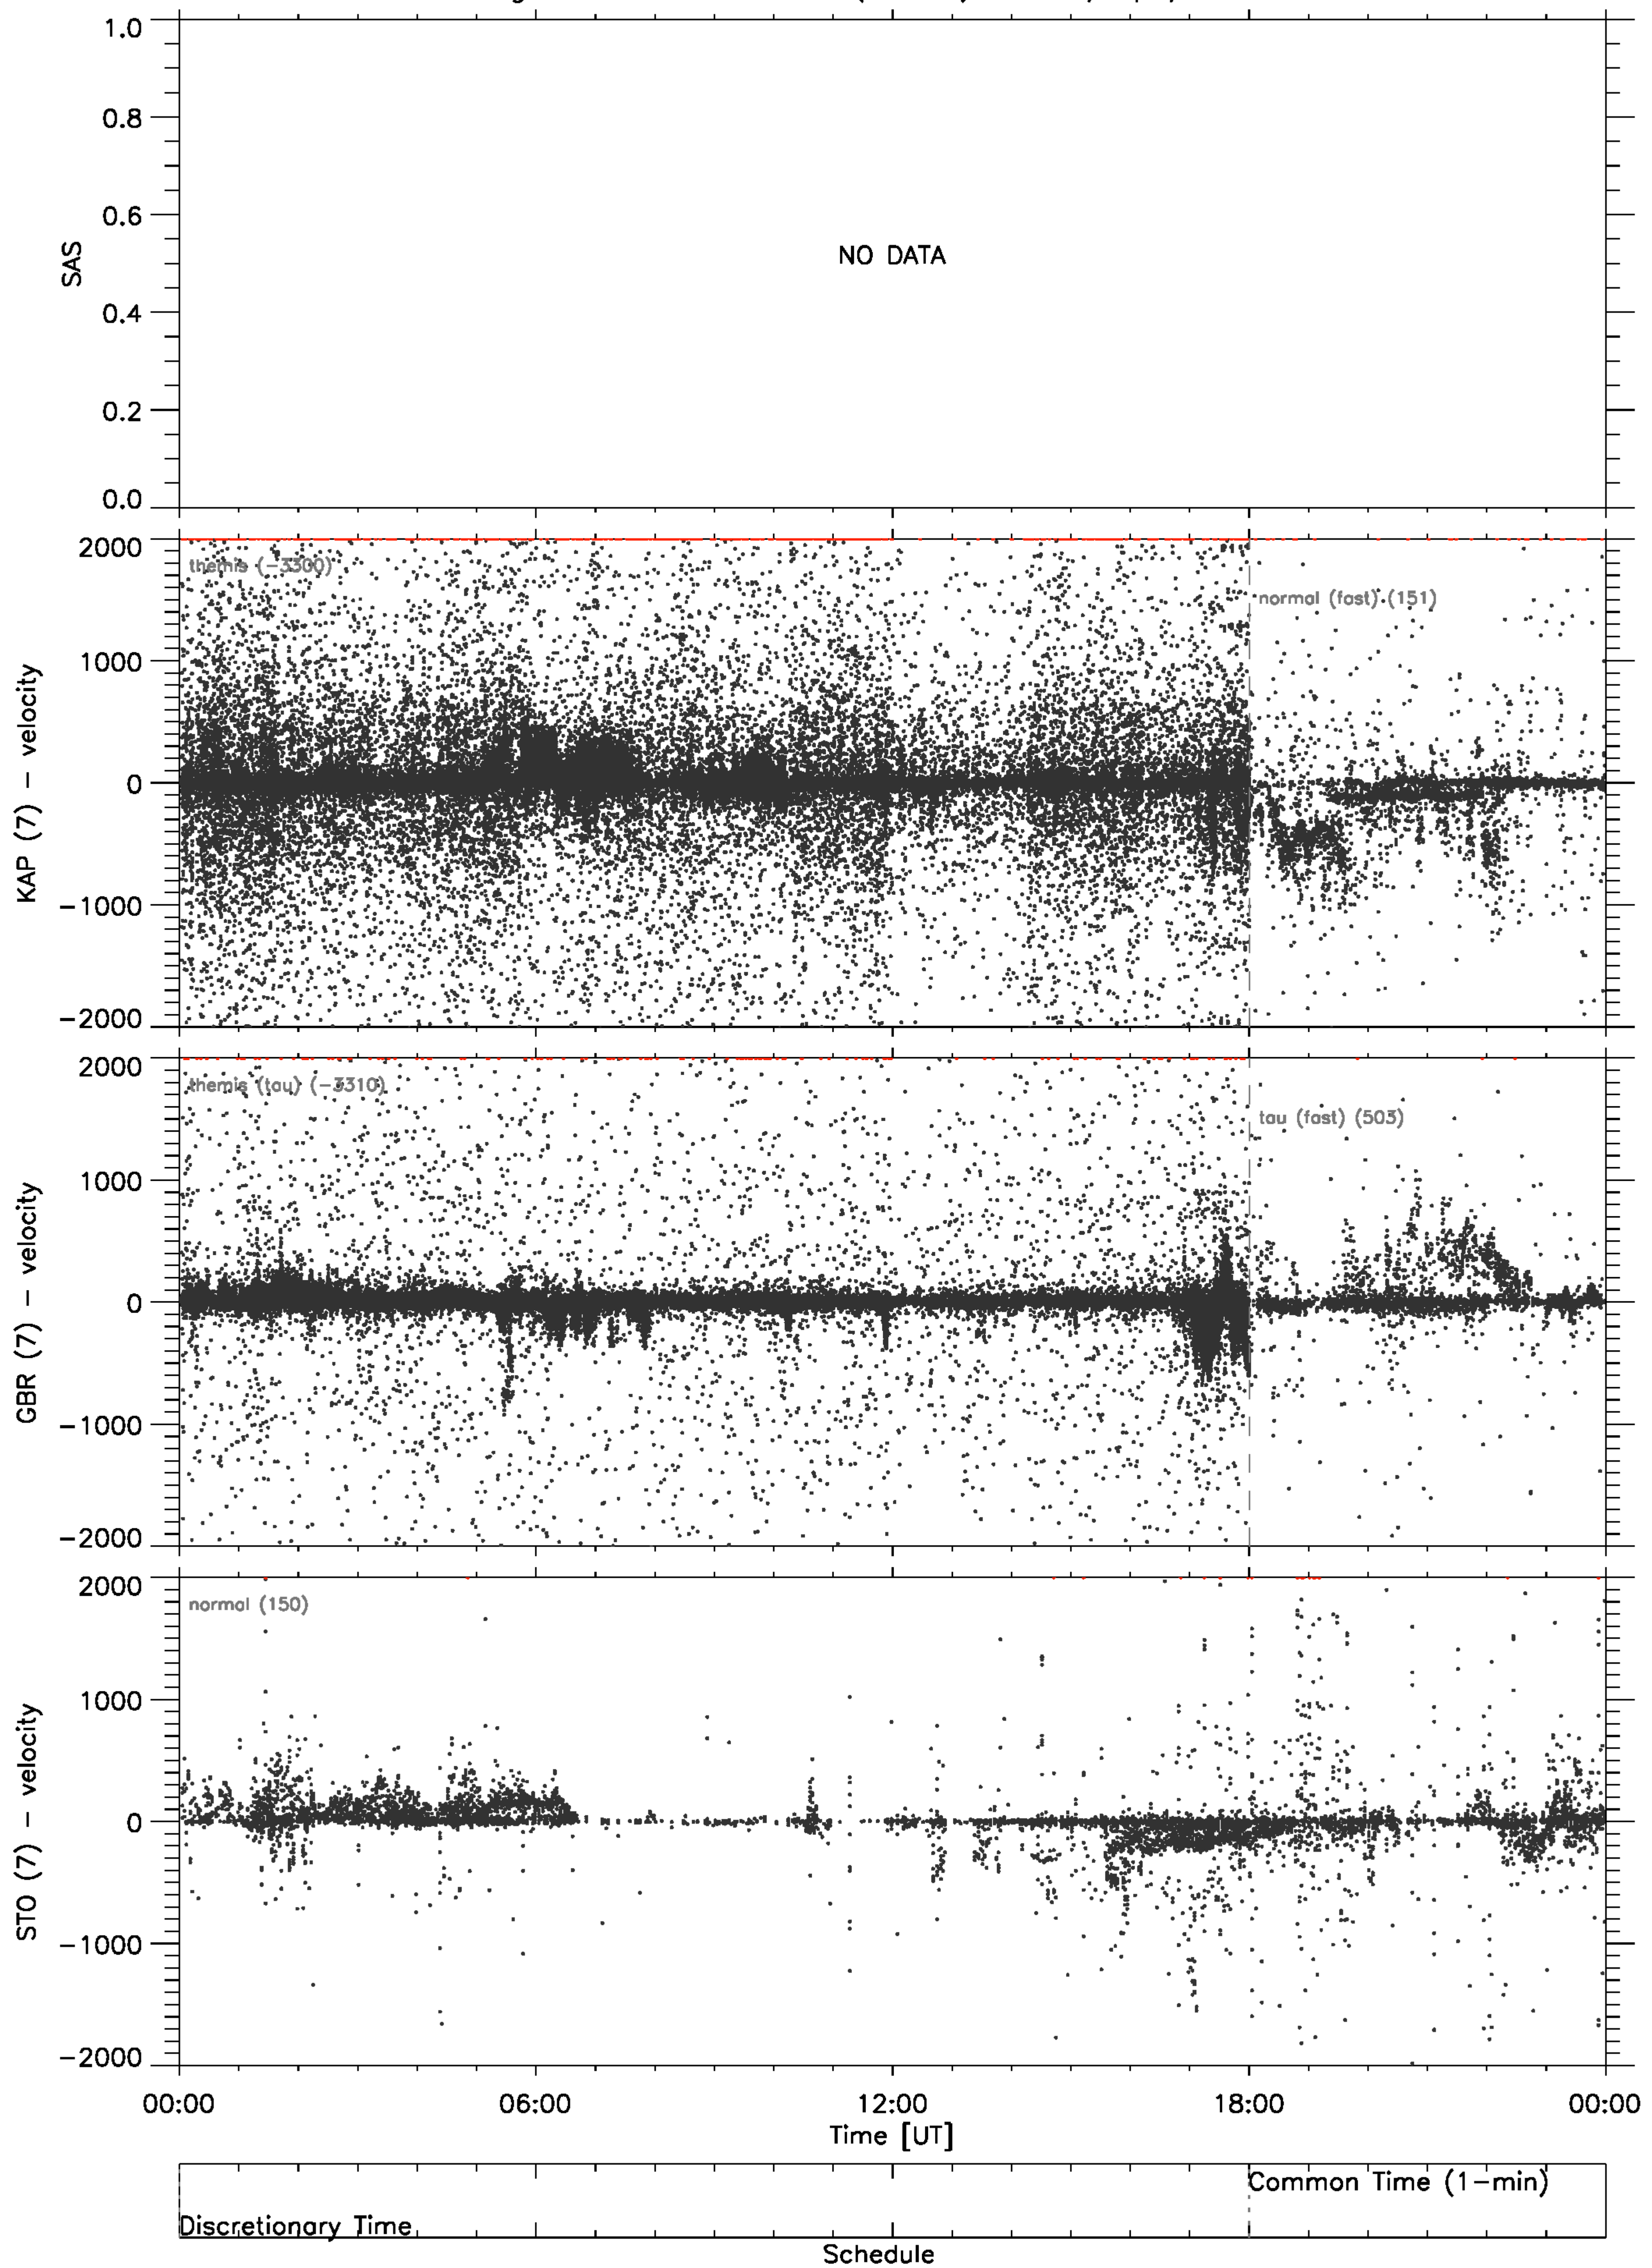 1.0
0.8
0.6
0.4
0.2
0.0
SAS
NO DATA
2000
1000
0
-1000
-2000
KAP (7) - velocity
themis (-3300)
normal (fast) (151)
2000
1000
0
-1000
-2000
GBR (7) - velocity
themis (tau) (-3310)
tau (fast) (503)
2000
1000
0
-1000
-2000
STO (7) - velocity
normal (150)
00:00 06:00 12:00 18:00 00:00
Time [UT]
Common Time (1-min)
Discretionary Time
Schedule